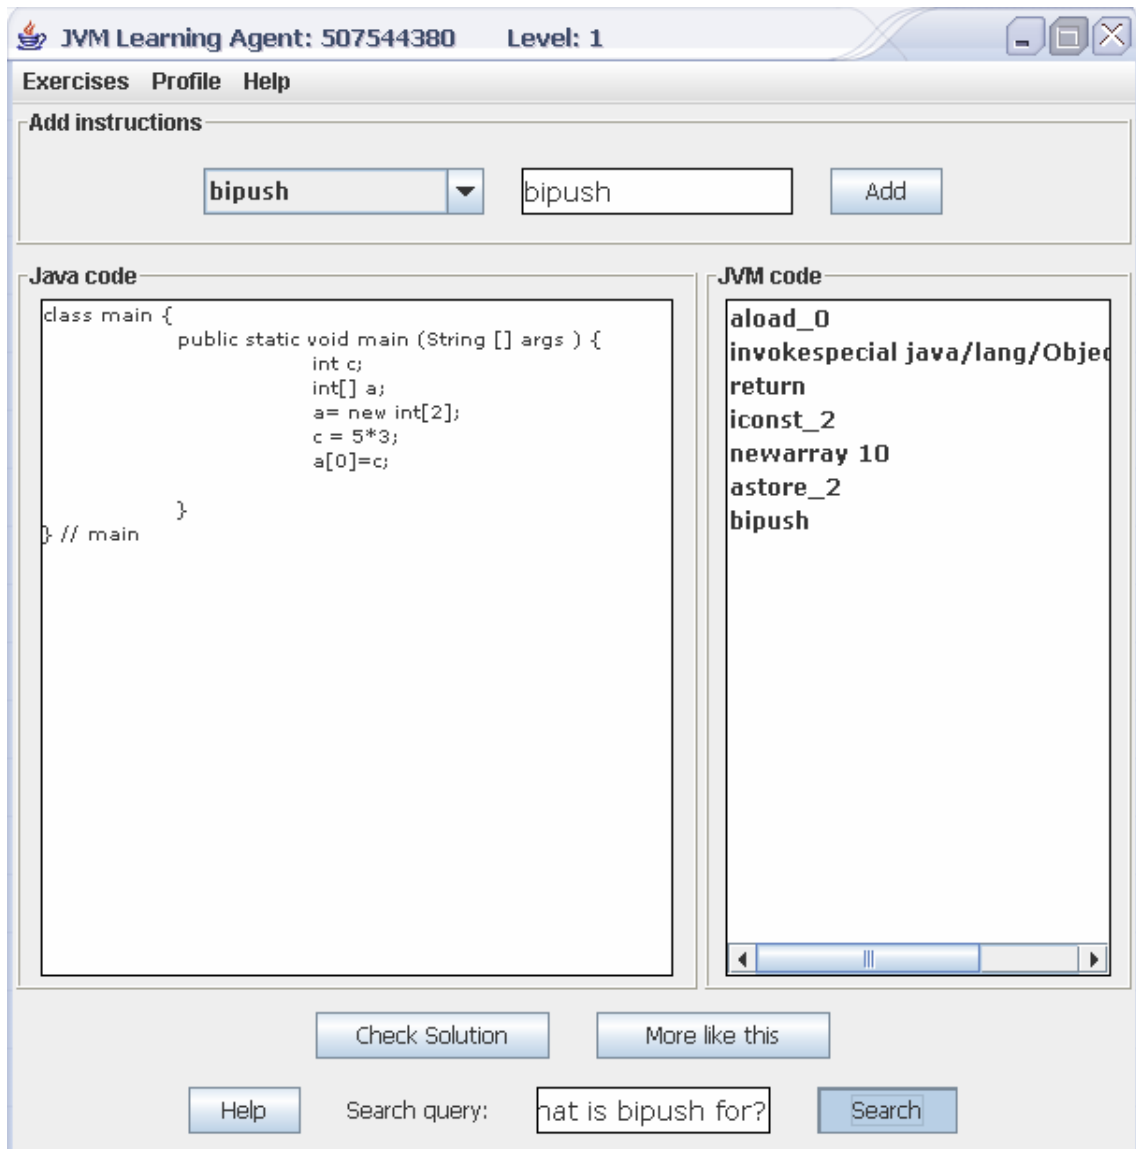 JVM Learning Agent: 507544380 Level: 1
Exercises Profile Help
Add instructions
bipush bipush Add
Java code
class main {
public static void main (String [] args ) {
int c;
int[] a;
a= new int[2];
c = 5*3;
a[0]=c;
}
} // main
JVM code
aload_0
invokespecial java/lang/Objec
return
iconst_2
newarray 10
astore_2
bipush
Check Solution More like this
Help Search query: hat is bipush for? Search